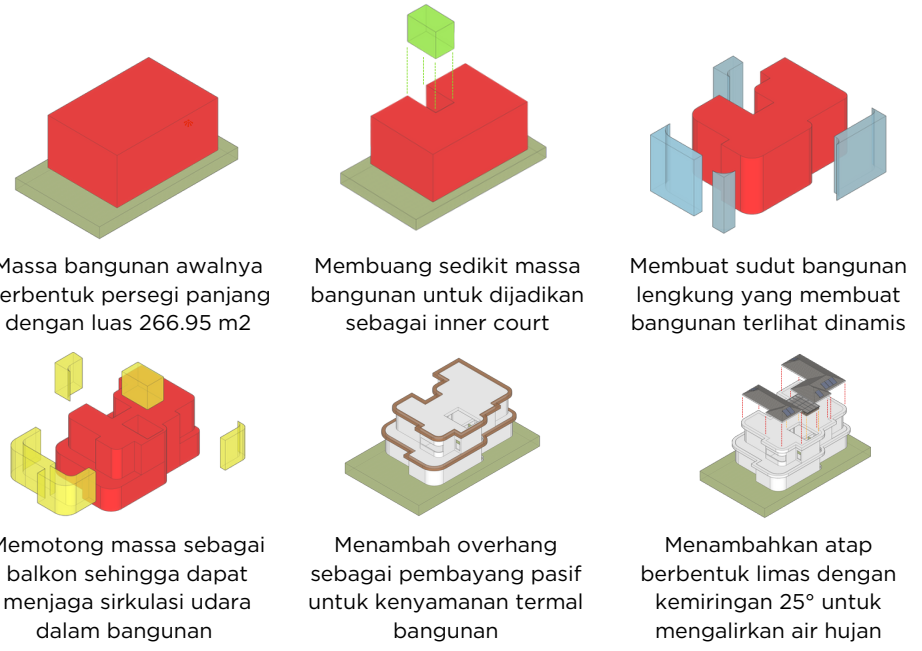 Massa bangunan awalnya
erbentuk persegi panjang
dengan luas 266.95 m2
Membuang sedikit massa
bangunan untuk dijadikan
sebagai inner court
Membuat sudut bangunan
lengkung yang membuat
bangunan terlihat dinamis
Memotong massa sebagai
balkon sehingga dapat
menjaga sirkulasi udara
dalam bangunan
Menambah overhang
sebagai pembayang pasif
untuk kenyamanan termal
bangunan
Menambahkan atap
berbentuk limas dengan
kemiringan 25° untuk
mengalirkan air hujan